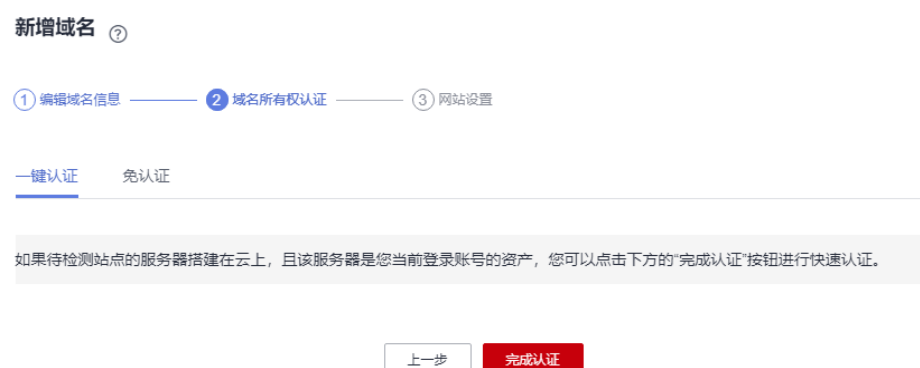 新增域名 ?
1 编辑域名信息 2 域名所有权认证 3 网站设置
一键认证 免认证
如果待检测站点的服务器搭建在云上，且该服务器是您当前登录账号的资产，您可以点击下方的“完成认证”按钮进行快速认证。
上一步 完成认证